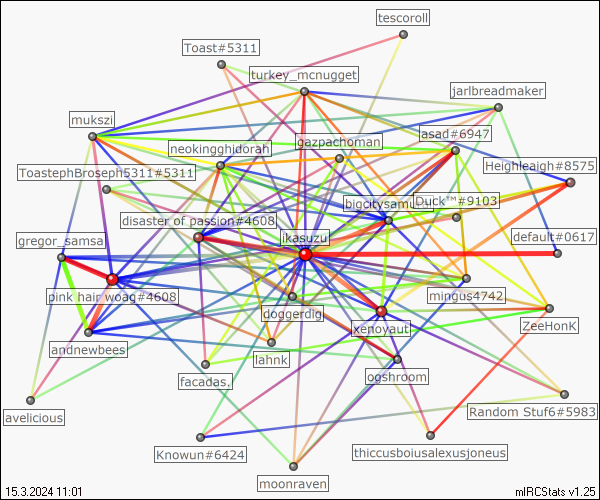 tescoroll
Toast#5311
turkey_mcnugget
jarlbreadmaker
mukszi
asad#6947
gazpachoman
neokingghidorah
Heighleaigh#8575
ToastephBroseph5311#5311
Duck™#9103
disaster of passion#4608
ikasuzu
default#0617
gregor_samsa
pink hair woag#4608
mingus4742
doggerdig
ZeeHonK
xenoyaut
andnewbees
lahnk
ogshroom
facadas.
avelicious
Random Stuf6#5983
Knowun#6424
thiccusboiusalexusjoneus
moonraven
15.3.2024 11:01
mIRCStats v1.25